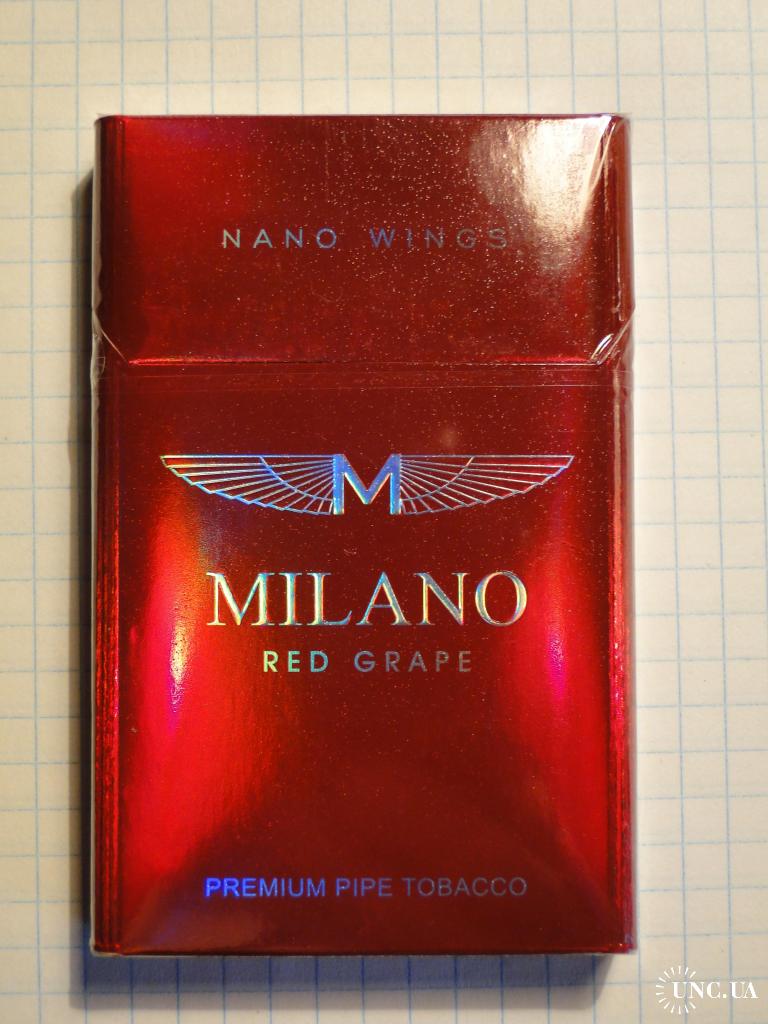 NANO WINGS
M
MILANO
RED GRAPE
PREMIUM PIPE TOBACCO
UNC.UA